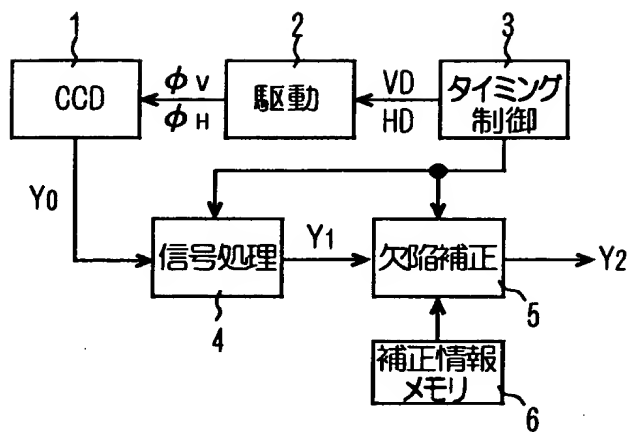 1
2
3
CCD
φV
φH
駆動
VD
HD
タイミング
制御
Y0
信号処理
Y1
欠陥補正
Y2
4
5
補正情報
メモリ
6